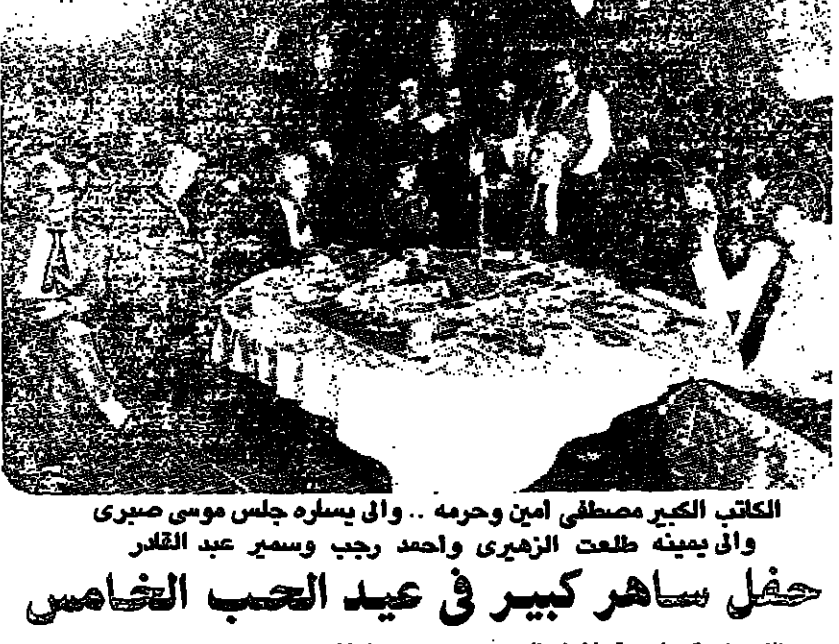 الكاتب الكبير مصطفى امين وحرمه .. والى يساره جلس موسى صبرى
والى يمينه طلعت الزهيرى واحمد رجب وسمير عبد القادر
حفل ساهر كبير فى عيد الحب الخامس